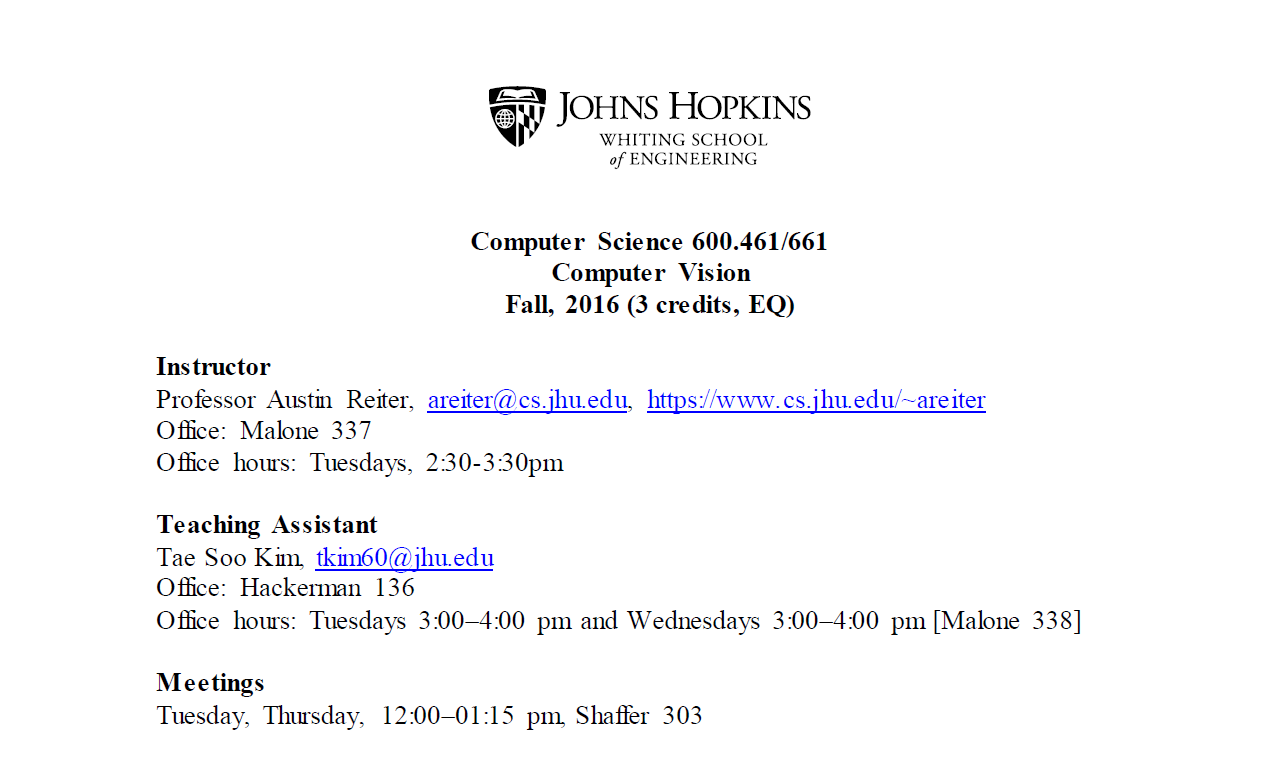 JOHNS HOPKINS
WHITING SCHOOL
of ENGINEERING
Computer Science 600.461/661
Computer Vision
Fall, 2016 (3 credits, EQ)
Instructor
Professor Austin Reiter, areiter@cs.jhu.edu, https://www.cs.jhu.edu/~areiter
Office: Malone 337
Office hours: Tuesdays, 2:30-3:30pm
Teaching Assistant
Tae Soo Kim, tkim60@jhu.edu
Office: Hackerman 136
Office hours: Tuesdays 3:00–4:00 pm and Wednesdays 3:00–4:00 pm [Malone 338]
Meetings
Tuesday, Thursday, 12:00–01:15 pm, Shaffer 303